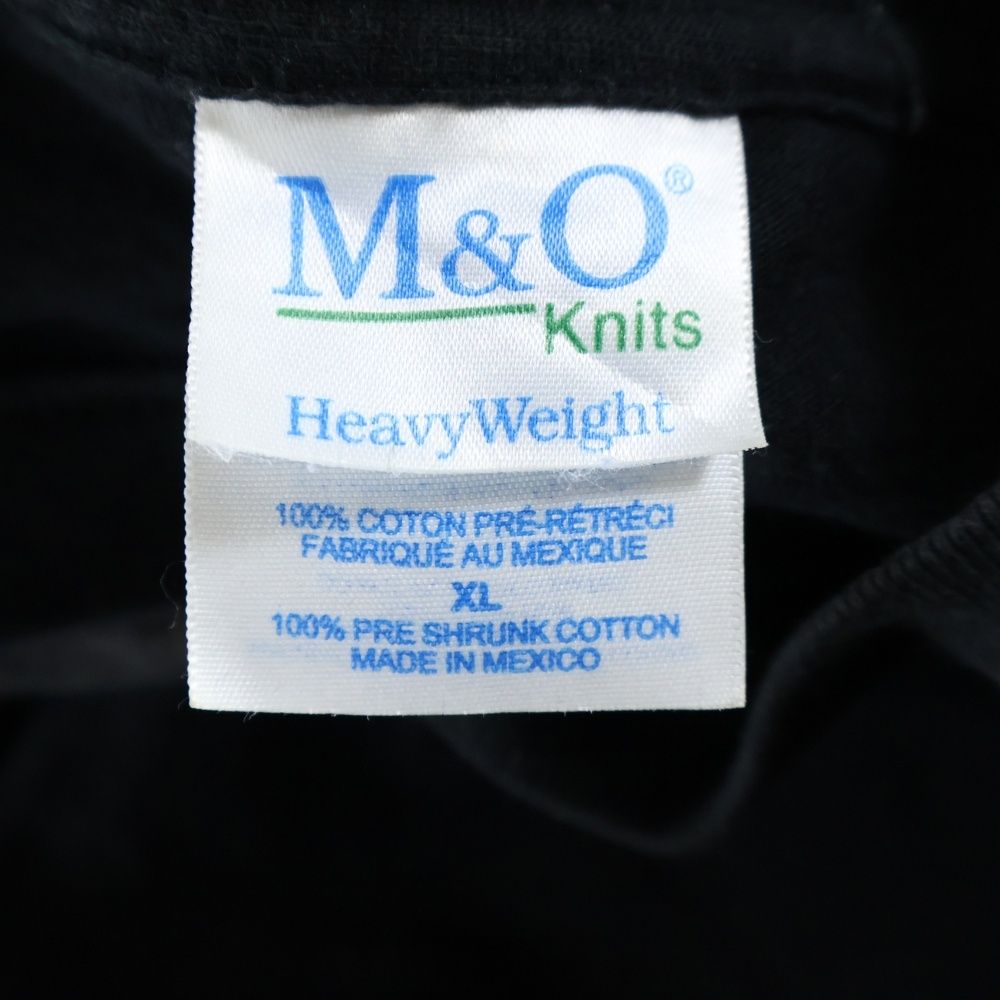 M&O®
Knits
HeavyWeight
100% COTON PRÉ-RÉTRÉCI
FABRIQUÉ AU MEXIQUE
XL
100% PRE SHRUNK COTTON
MADE IN MEXICO